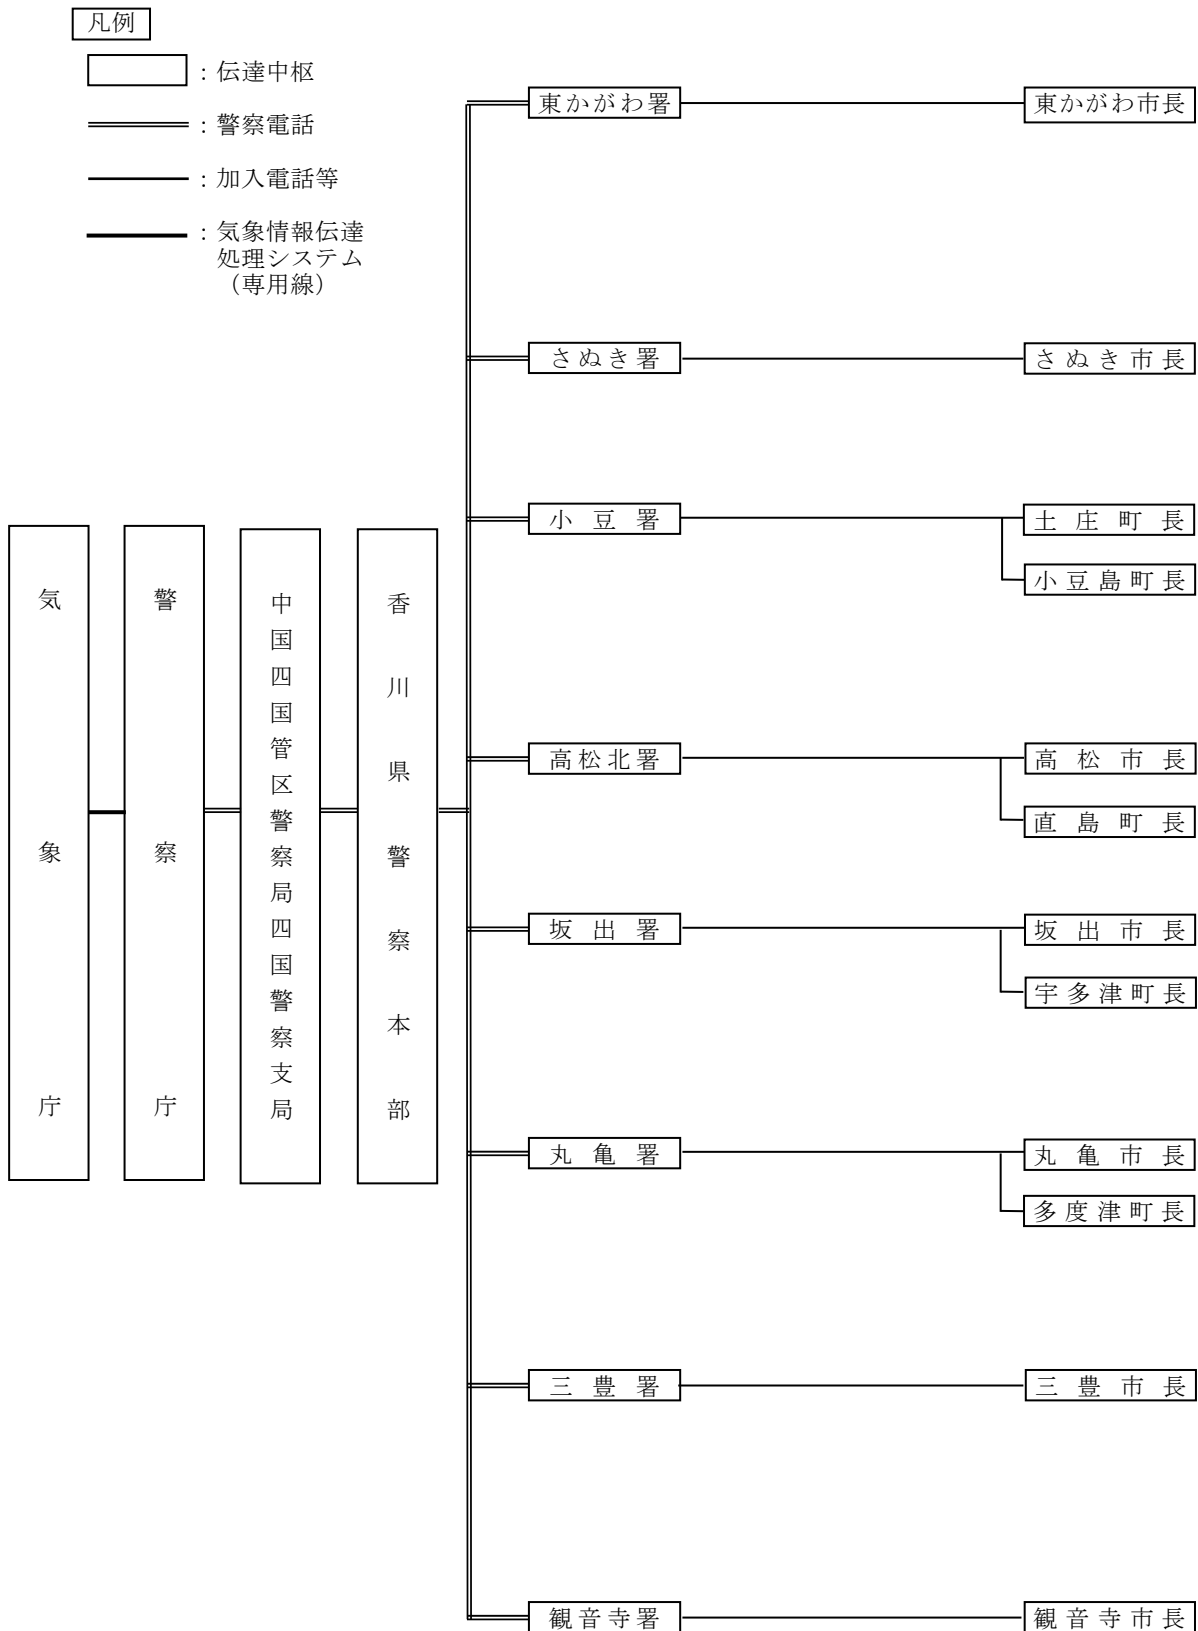 凡例
：伝達中枢
：警察電話
：加入電話等
：気象情報伝達
処理システム
（専用線）
気象庁
警察庁
中国四国管区警察局四国警察支局
香川県警察本部
東かがわ署
東かがわ市長
さぬき署
さぬき市長
小豆署
土庄町長
小豆島町長
高松北署
高松市長
直島町長
坂出署
坂出市長
宇多津町長
丸亀署
丸亀市長
多度津町長
三豊署
三豊市長
観音寺署
観音寺市長